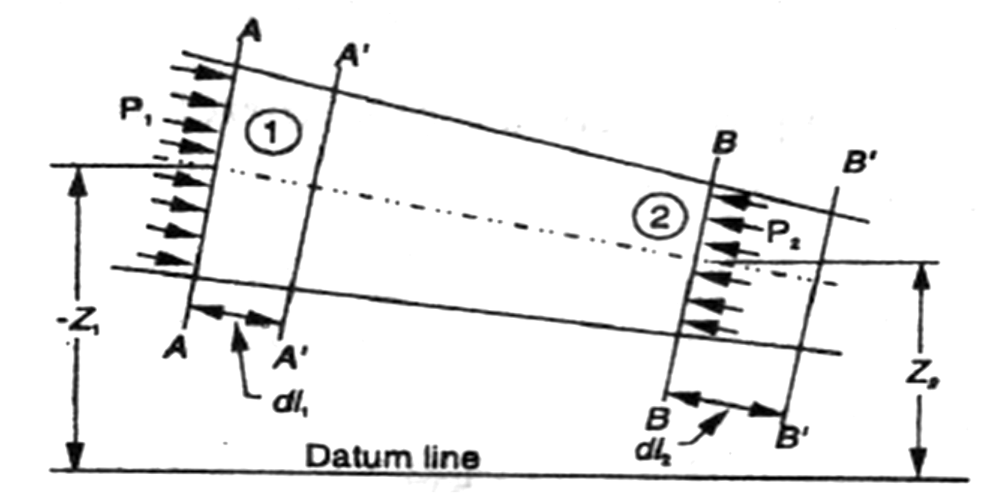 A
A'
P₁
1
B
B'
2
P₂
-Z₁
A
A'
dl₁
Z₂
B
B'
dl₂
Datum line